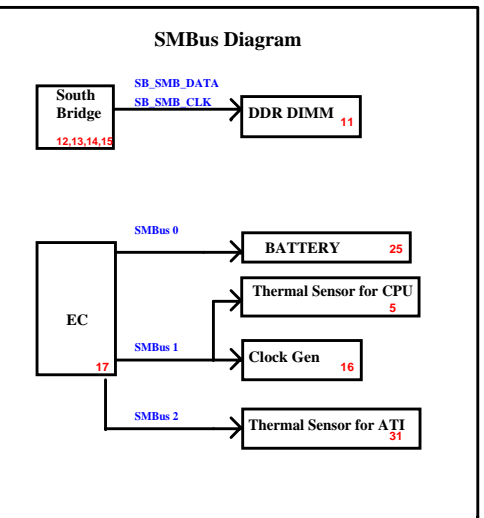 SMBus Diagram
SB_SMB_DATA
SB_SMB_CLK
South
Bridge
12,13,14,15
DDR DIMM
11
SMBus 0
BATTERY
25
Thermal Sensor for CPU
5
EC
17
SMBus 1
Clock Gen
16
SMBus 2
Thermal Sensor for ATI
31